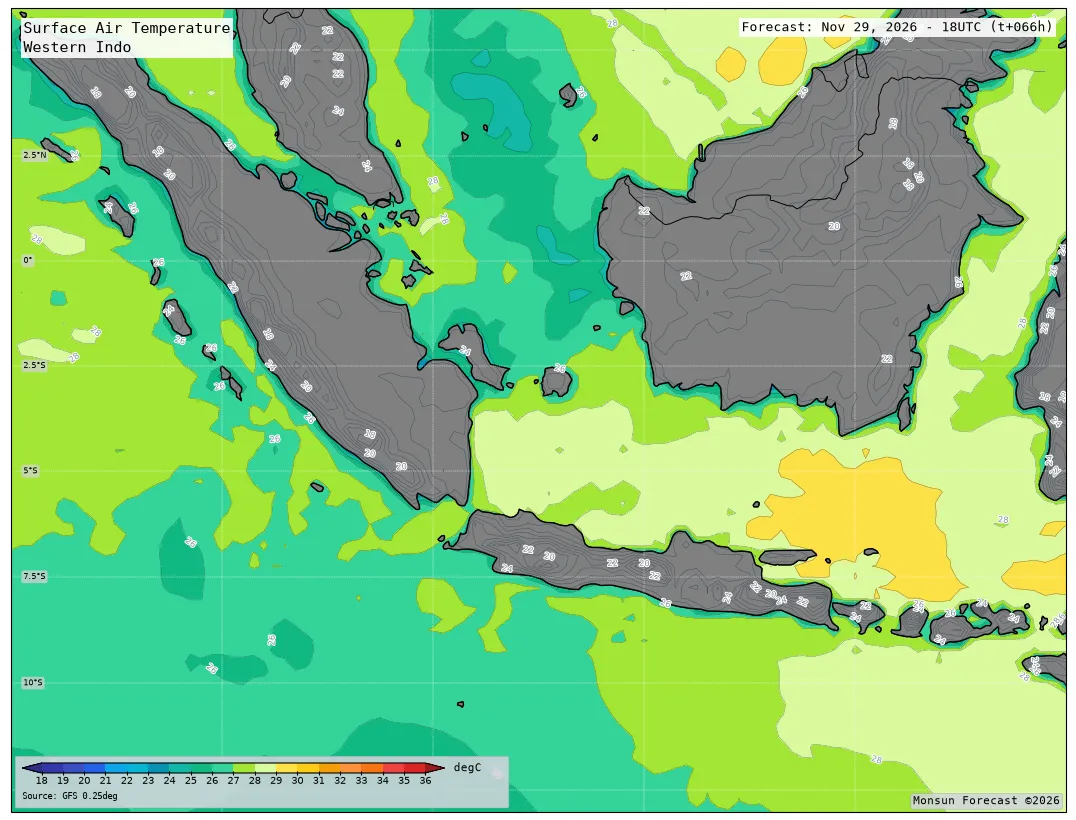 Surface Air Temperature
Western Indo
Forecast: Nov 29, 2026 - 18UTC (t+066h)
2.5°N
0°
2.5°S
5°S
7.5°S
10°S
degC
18 19 20 21 22 23 24 25 26 27 28 29 30 31 32 33 34 35 36
Source: GFS 0.25deg
Monsun Forecast ©2026